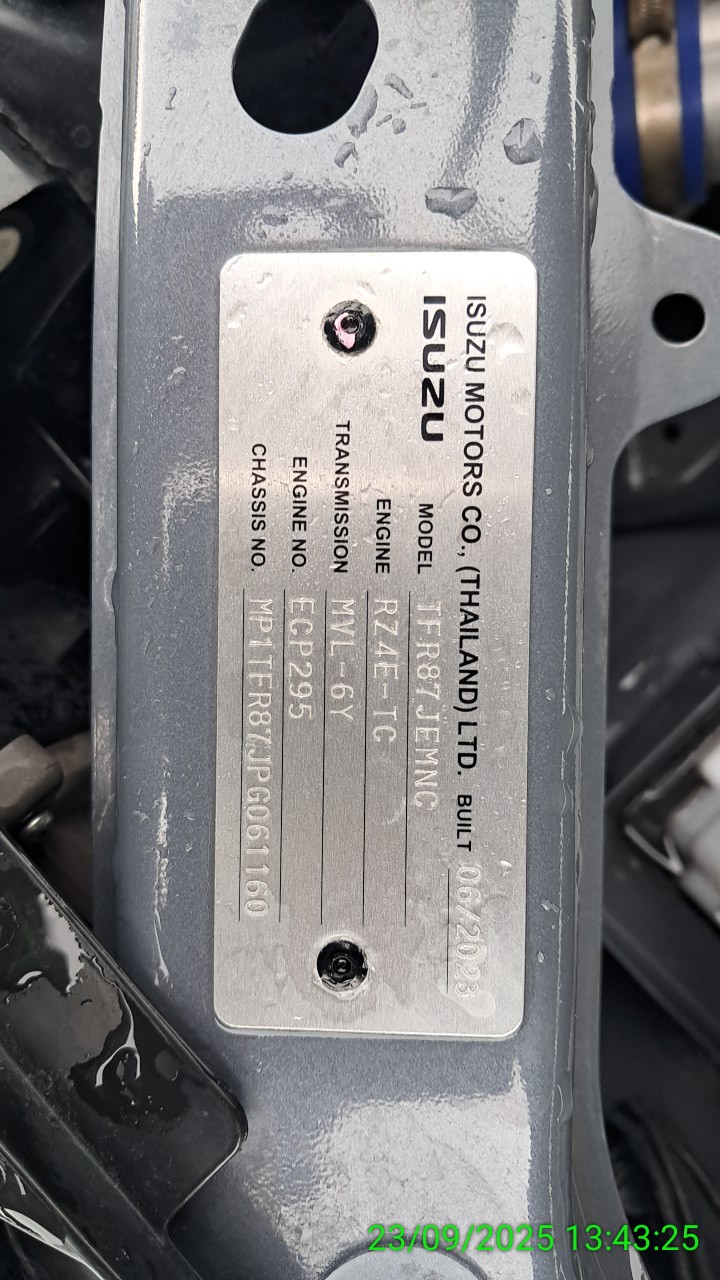 ISUZU MOTORS CO., (THAILAND) LTD. BUILT 06/2023
ISUZU
MODEL TFR87JEMNC
ENGINE RZ4E-TC
TRANSMISSION MVL-6Y
ENGINE NO. ECP295
CHASSIS NO. MP1TFR87JPG061160
23/09/2025 13:43:25